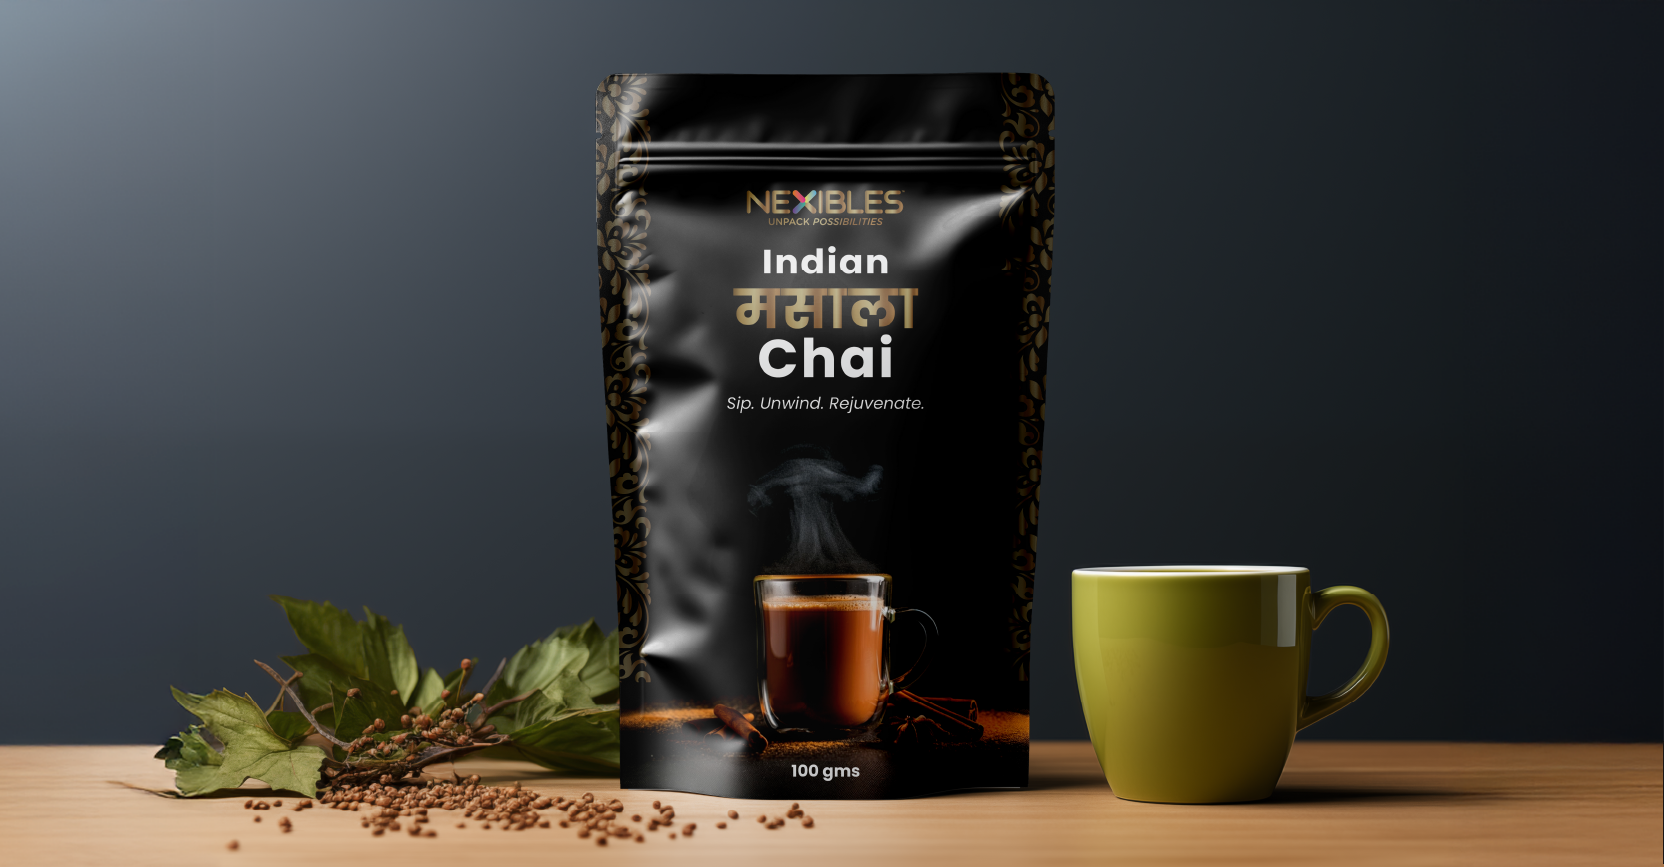 NEXIBLES
UNPACK POSSIBILITIES
Indian
मसाला
Chai
Sip. Unwind. Rejuvenate.
100 gms